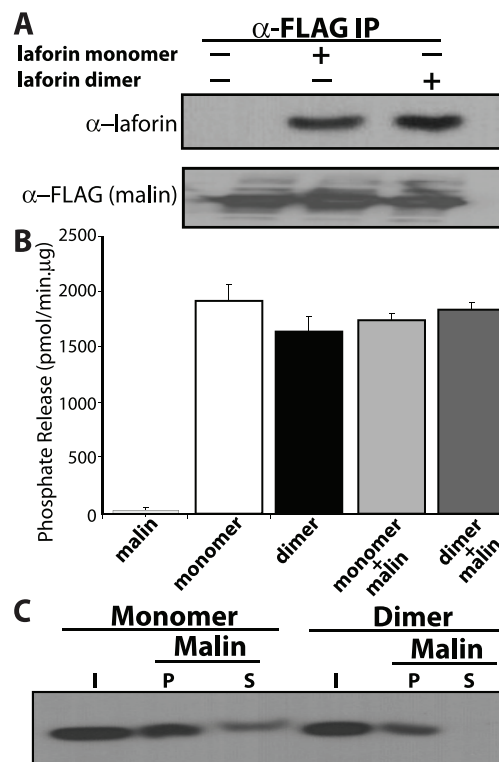 A
α-FLAG IP
laforin monomer – + –
laforin dimer – – +
α–laforin
α–FLAG (malin)
B
Phosphate Release (pmol/min.µg)
2500
2000
1500
1000
500
0
malin
monomer
dimer
monomer
+
malin
dimer
+
malin
C
Monomer Dimer
Malin Malin
I P S I P S